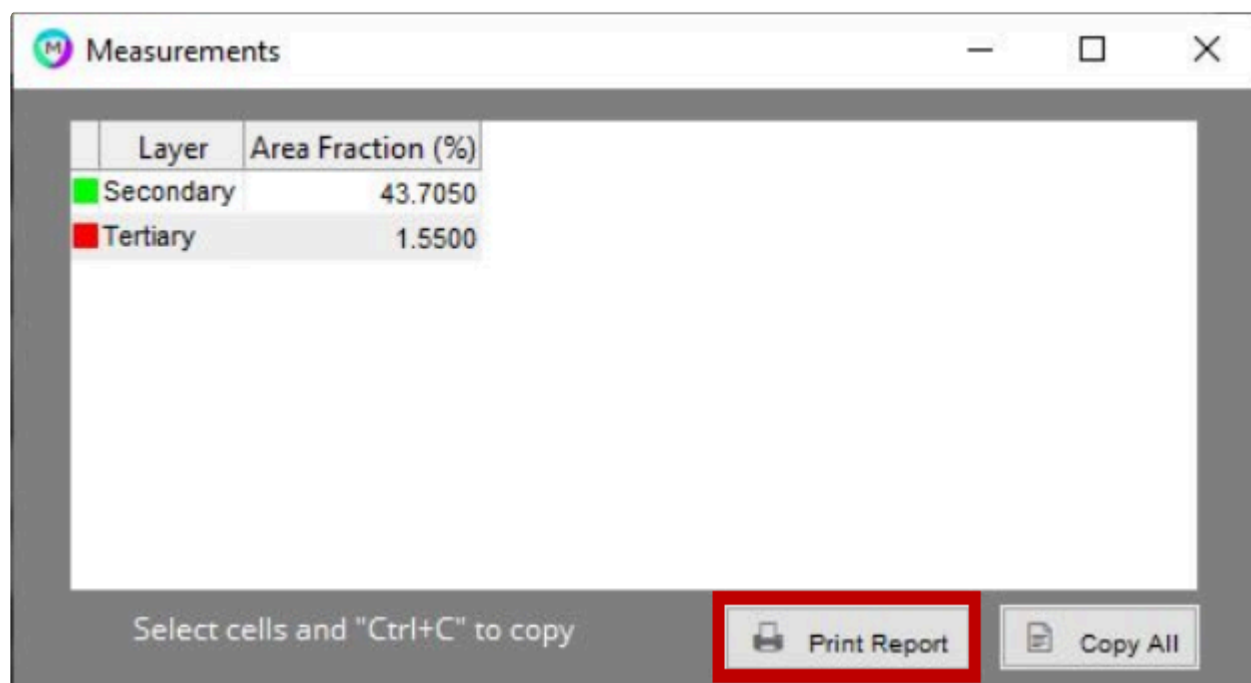 Measurements
Layer Area Fraction (%)
Secondary 43.7050
Tertiary 1.5500
Select cells and "Ctrl+C" to copy
Print Report
Copy All